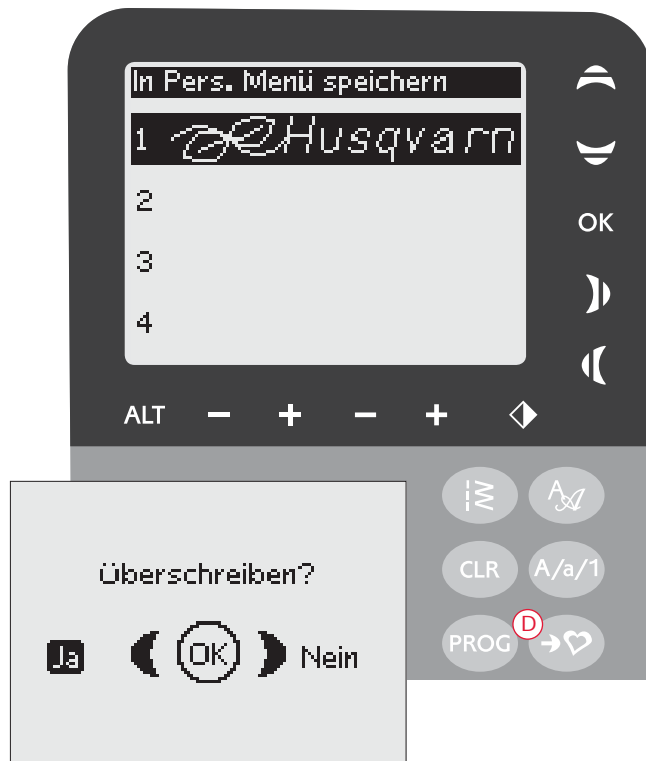 In Pers. Menü speichern
1 Husqvarn
2
OK
3
4
ALT - + - +
A
CLR A/a/1
Überschreiben?
D
PROG
Ja OK Nein